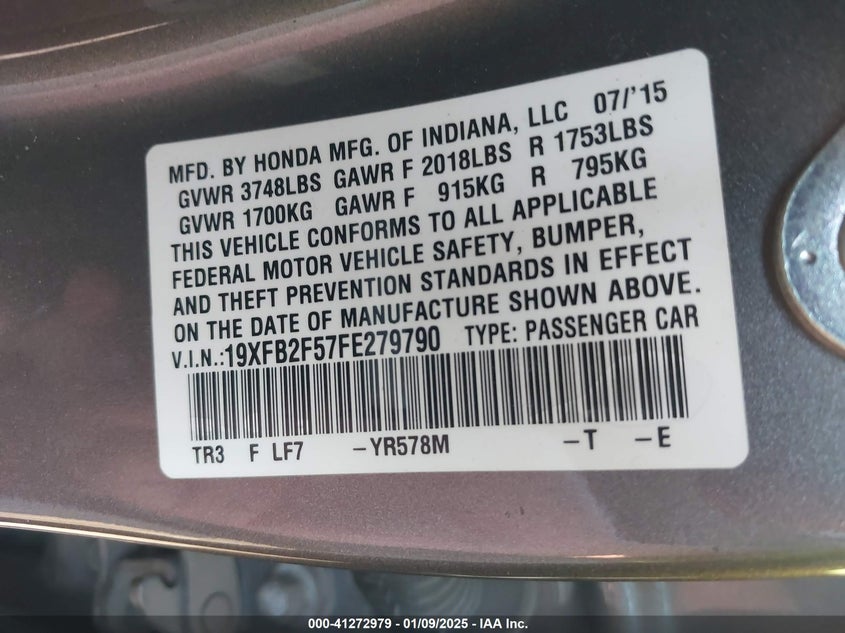 MFD. BY HONDA MFG. OF INDIANA, LLC 07/'15
GVWR 3748LBS GAWR F 2018LBS R 1753LBS
GVWR 1700KG GAWR F 915KG R 795KG
THIS VEHICLE CONFORMS TO ALL APPLICABLE
FEDERAL MOTOR VEHICLE SAFETY, BUMPER,
AND THEFT PREVENTION STANDARDS IN EFFECT
ON THE DATE OF MANUFACTURE SHOWN ABOVE.
V.I.N.:19XFB2F57FE279790 TYPE: PASSENGER CAR
TR3 F LF7 -YR578M -T -E
000-41272979 | 01/09/2025 - IAA Inc.